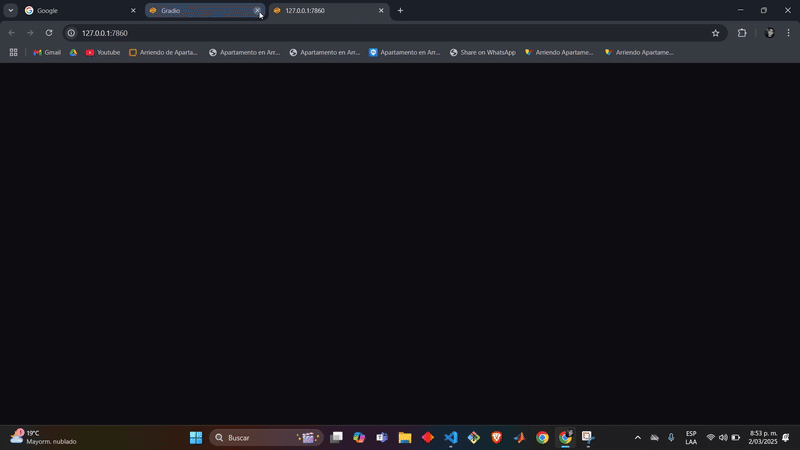 Google
Gradio
127.0.0.1:7860
127.0.0.1:7860
Gmail
Youtube
Arriendo de Aparta...
Apartamento en Arr...
Apartamento en Arr...
Apartamento en Arr...
Share on WhatsApp
Arriendo Apartame...
Arriendo Apartame...
1
19°C
Mayorm. nublado
Buscar
ESP
LAA
8:53 p. m.
2/03/2025